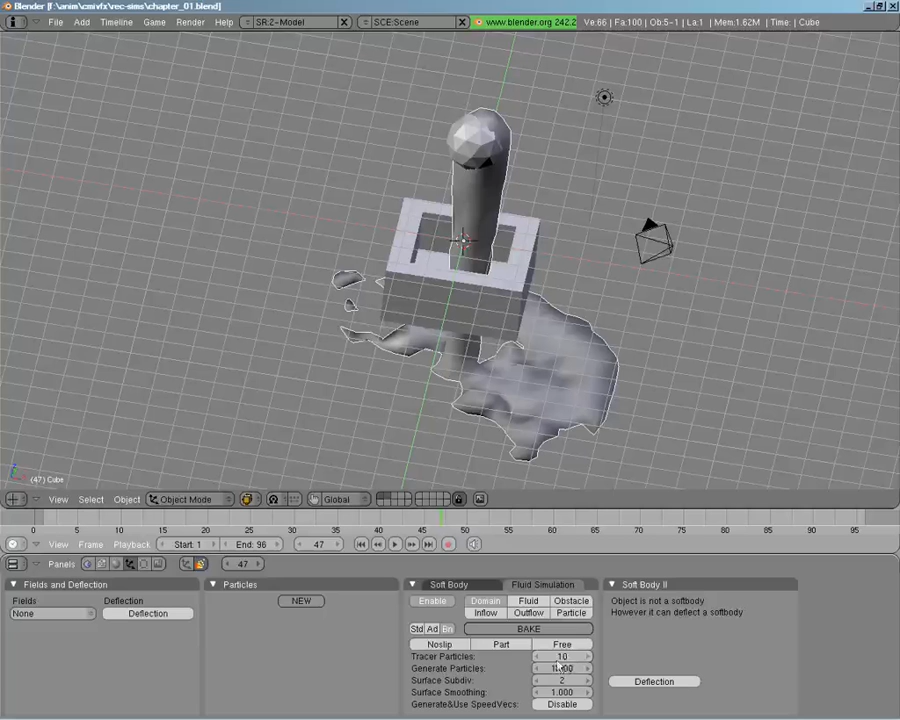 Blender [f:\anim\cmivfx\rec-sims\chapter_01.blend]
File Add Timeline Game Render Help SR:2-Model SCE:Scene www.blender.org 242.2 Ve:66 | Fa:100 | Ob:5-1 | La:1 | Mem:1.62M | Time: | Cube
(47) Cube
View Select Object Object Mode Global
0 5 10 15 20 25 30 35 40 45 50 55 60 65 70 75 80 85 90 95
View Frame Playback Start: 1 End: 96 47
Panels 47
Fields and Deflection Particles Soft Body Fluid Simulation Soft Body II
Fields Deflection NEW Enable Domain Fluid Obstacle Object is not a softbody
None Deflection Inflow Outflow Particle However it can deflect a softbody
Std Ad Bn BAKE
Noslip Part Free
Tracer Particles: 10
Generate Particles:
Surface Subdiv: 2 Deflection
Surface Smoothing: 1.000
Generate&Use SpeedVecs: Disable